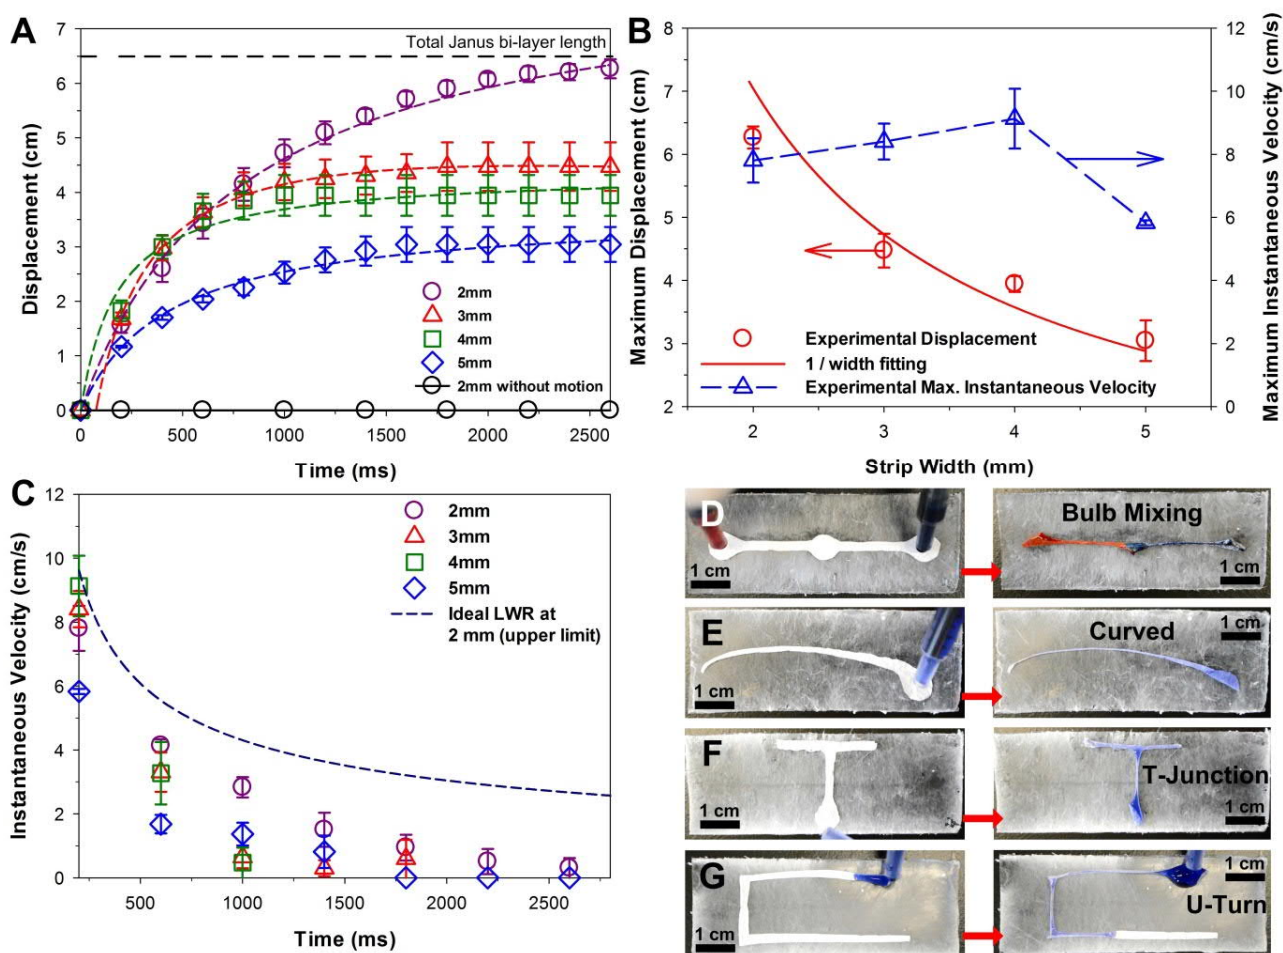 A
Total Janus bi-layer length
Displacement (cm)
7
6
5
4
3
2
1
0
2mm
3mm
4mm
5mm
2mm without motion
0 500 1000 1500 2000 2500
Time (ms)
B
Maximum Displacement (cm)
8
7
6
5
4
3
2
Maximum Instantaneous Velocity (cm/s)
12
10
8
6
4
2
0
Experimental Displacement
1 / width fitting
Experimental Max. Instantaneous Velocity
2 3 4 5
Strip Width (mm)
C
Instantaneous Velocity (cm/s)
12
10
8
6
4
2
0
2mm
3mm
4mm
5mm
Ideal LWR at
2 mm (upper limit)
500 1000 1500 2000 2500
Time (ms)
D
1 cm
Bulb Mixing
1 cm
E
1 cm
Curved
1 cm
F
1 cm
T-Junction
1 cm
G
1 cm
1 cm
U-Turn